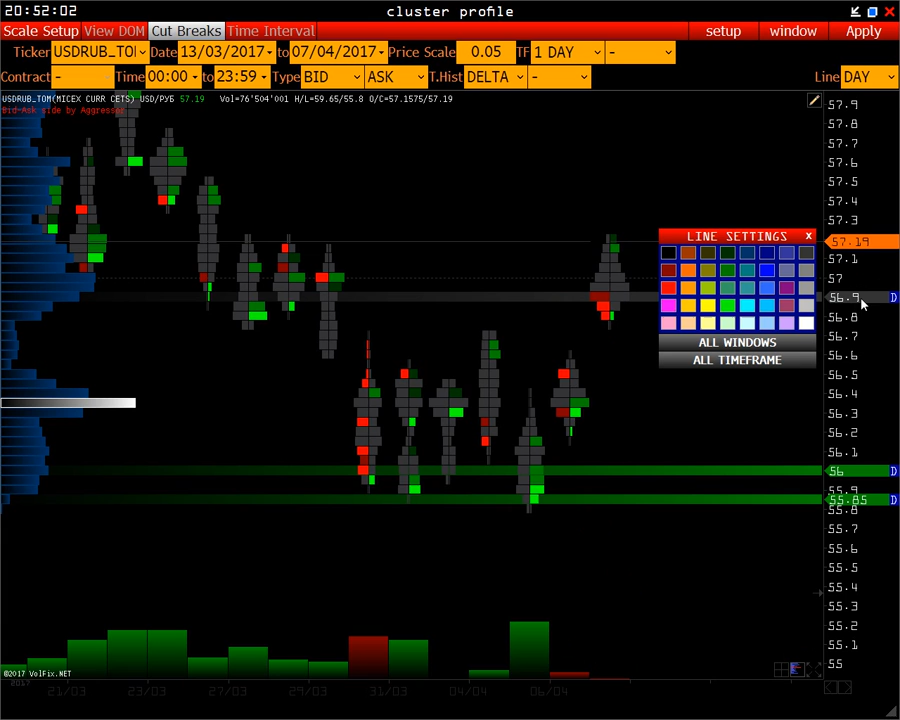 20:52:02 cluster profile
Scale Setup View DOM Cut Breaks Time Interval setup window Apply
Ticker USDRUB_TO Date 13/03/2017 to 07/04/2017 Price Scale 0.05 TF 1 DAY -
Contract - Time 00:00 to 23:59 Type BID ASK T.Hist DELTA - Line DAY
USDRUB_TOM(MICEX CURR CETS) USD/РУБ 57.19 Vol=76'504'001 H/L=59.65/55.8 O/C=57.1575/57.19
Bid-Ask side by Aggressor
57.9
57.8
57.7
57.6
57.5
57.4
57.3
LINE SETTINGS x
57.19
57.1
57
56.9 D
56.8
56.7
ALL WINDOWS
56.6
ALL TIMEFRAME
56.5
56.4
56.3
56.2
56.1
56 D
55.9
55.85 D
55.8
55.7
55.6
55.5
55.4
55.3
55.2
55.1
55
©2017 VolFix.NET
2017
21/03 23/03 27/03 29/03 31/03 04/04 06/04